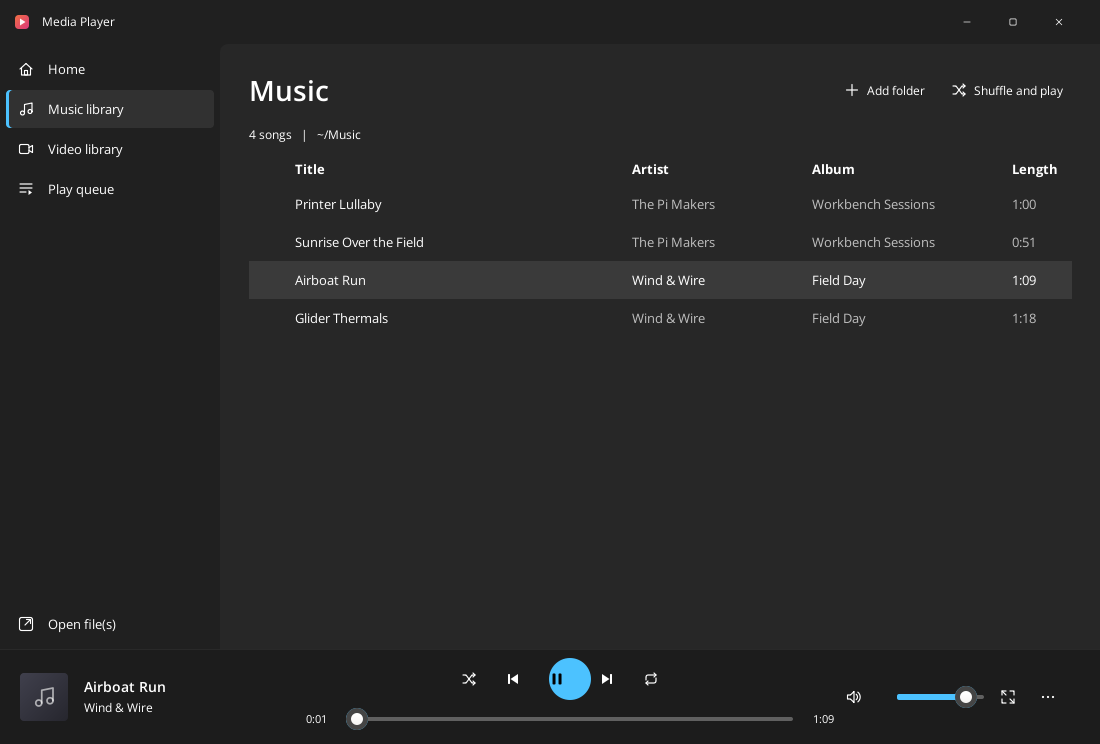 Media Player
Home
Music library
Video library
Play queue
Open file(s)
Music
Add folder
Shuffle and play
4 songs | ~/Music
Title Artist Album Length
Printer Lullaby The Pi Makers Workbench Sessions 1:00
Sunrise Over the Field The Pi Makers Workbench Sessions 0:51
Airboat Run Wind & Wire Field Day 1:09
Glider Thermals Wind & Wire Field Day 1:18
Airboat Run
Wind & Wire
0:01
1:09